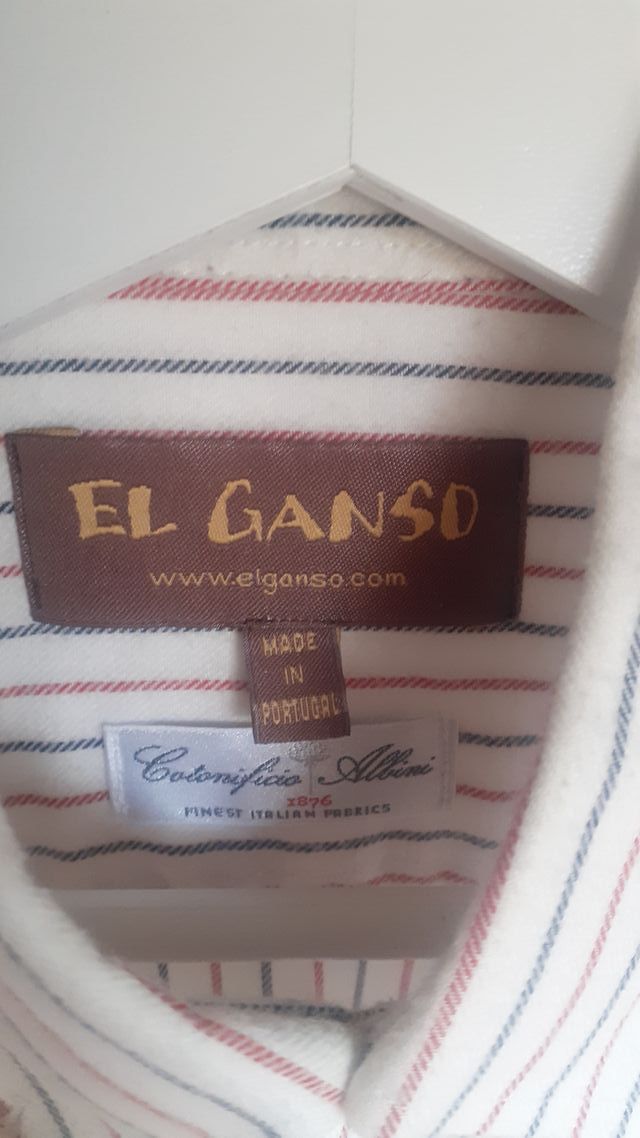 EL GANSO
www.elganso.com
MADE
IN
PORTUGAL
Cotonificio Albini
1876
FINEST ITALIAN FABRICS